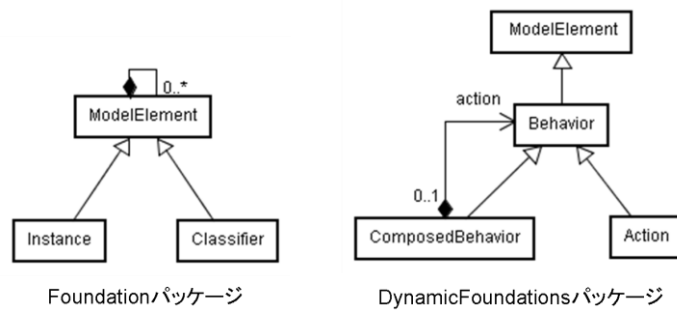 0..*
ModelElement
Instance
Classifier
Foundationパッケージ
ModelElement
action
Behavior
0..1
ComposedBehavior
Action
DynamicFoundationsパッケージ